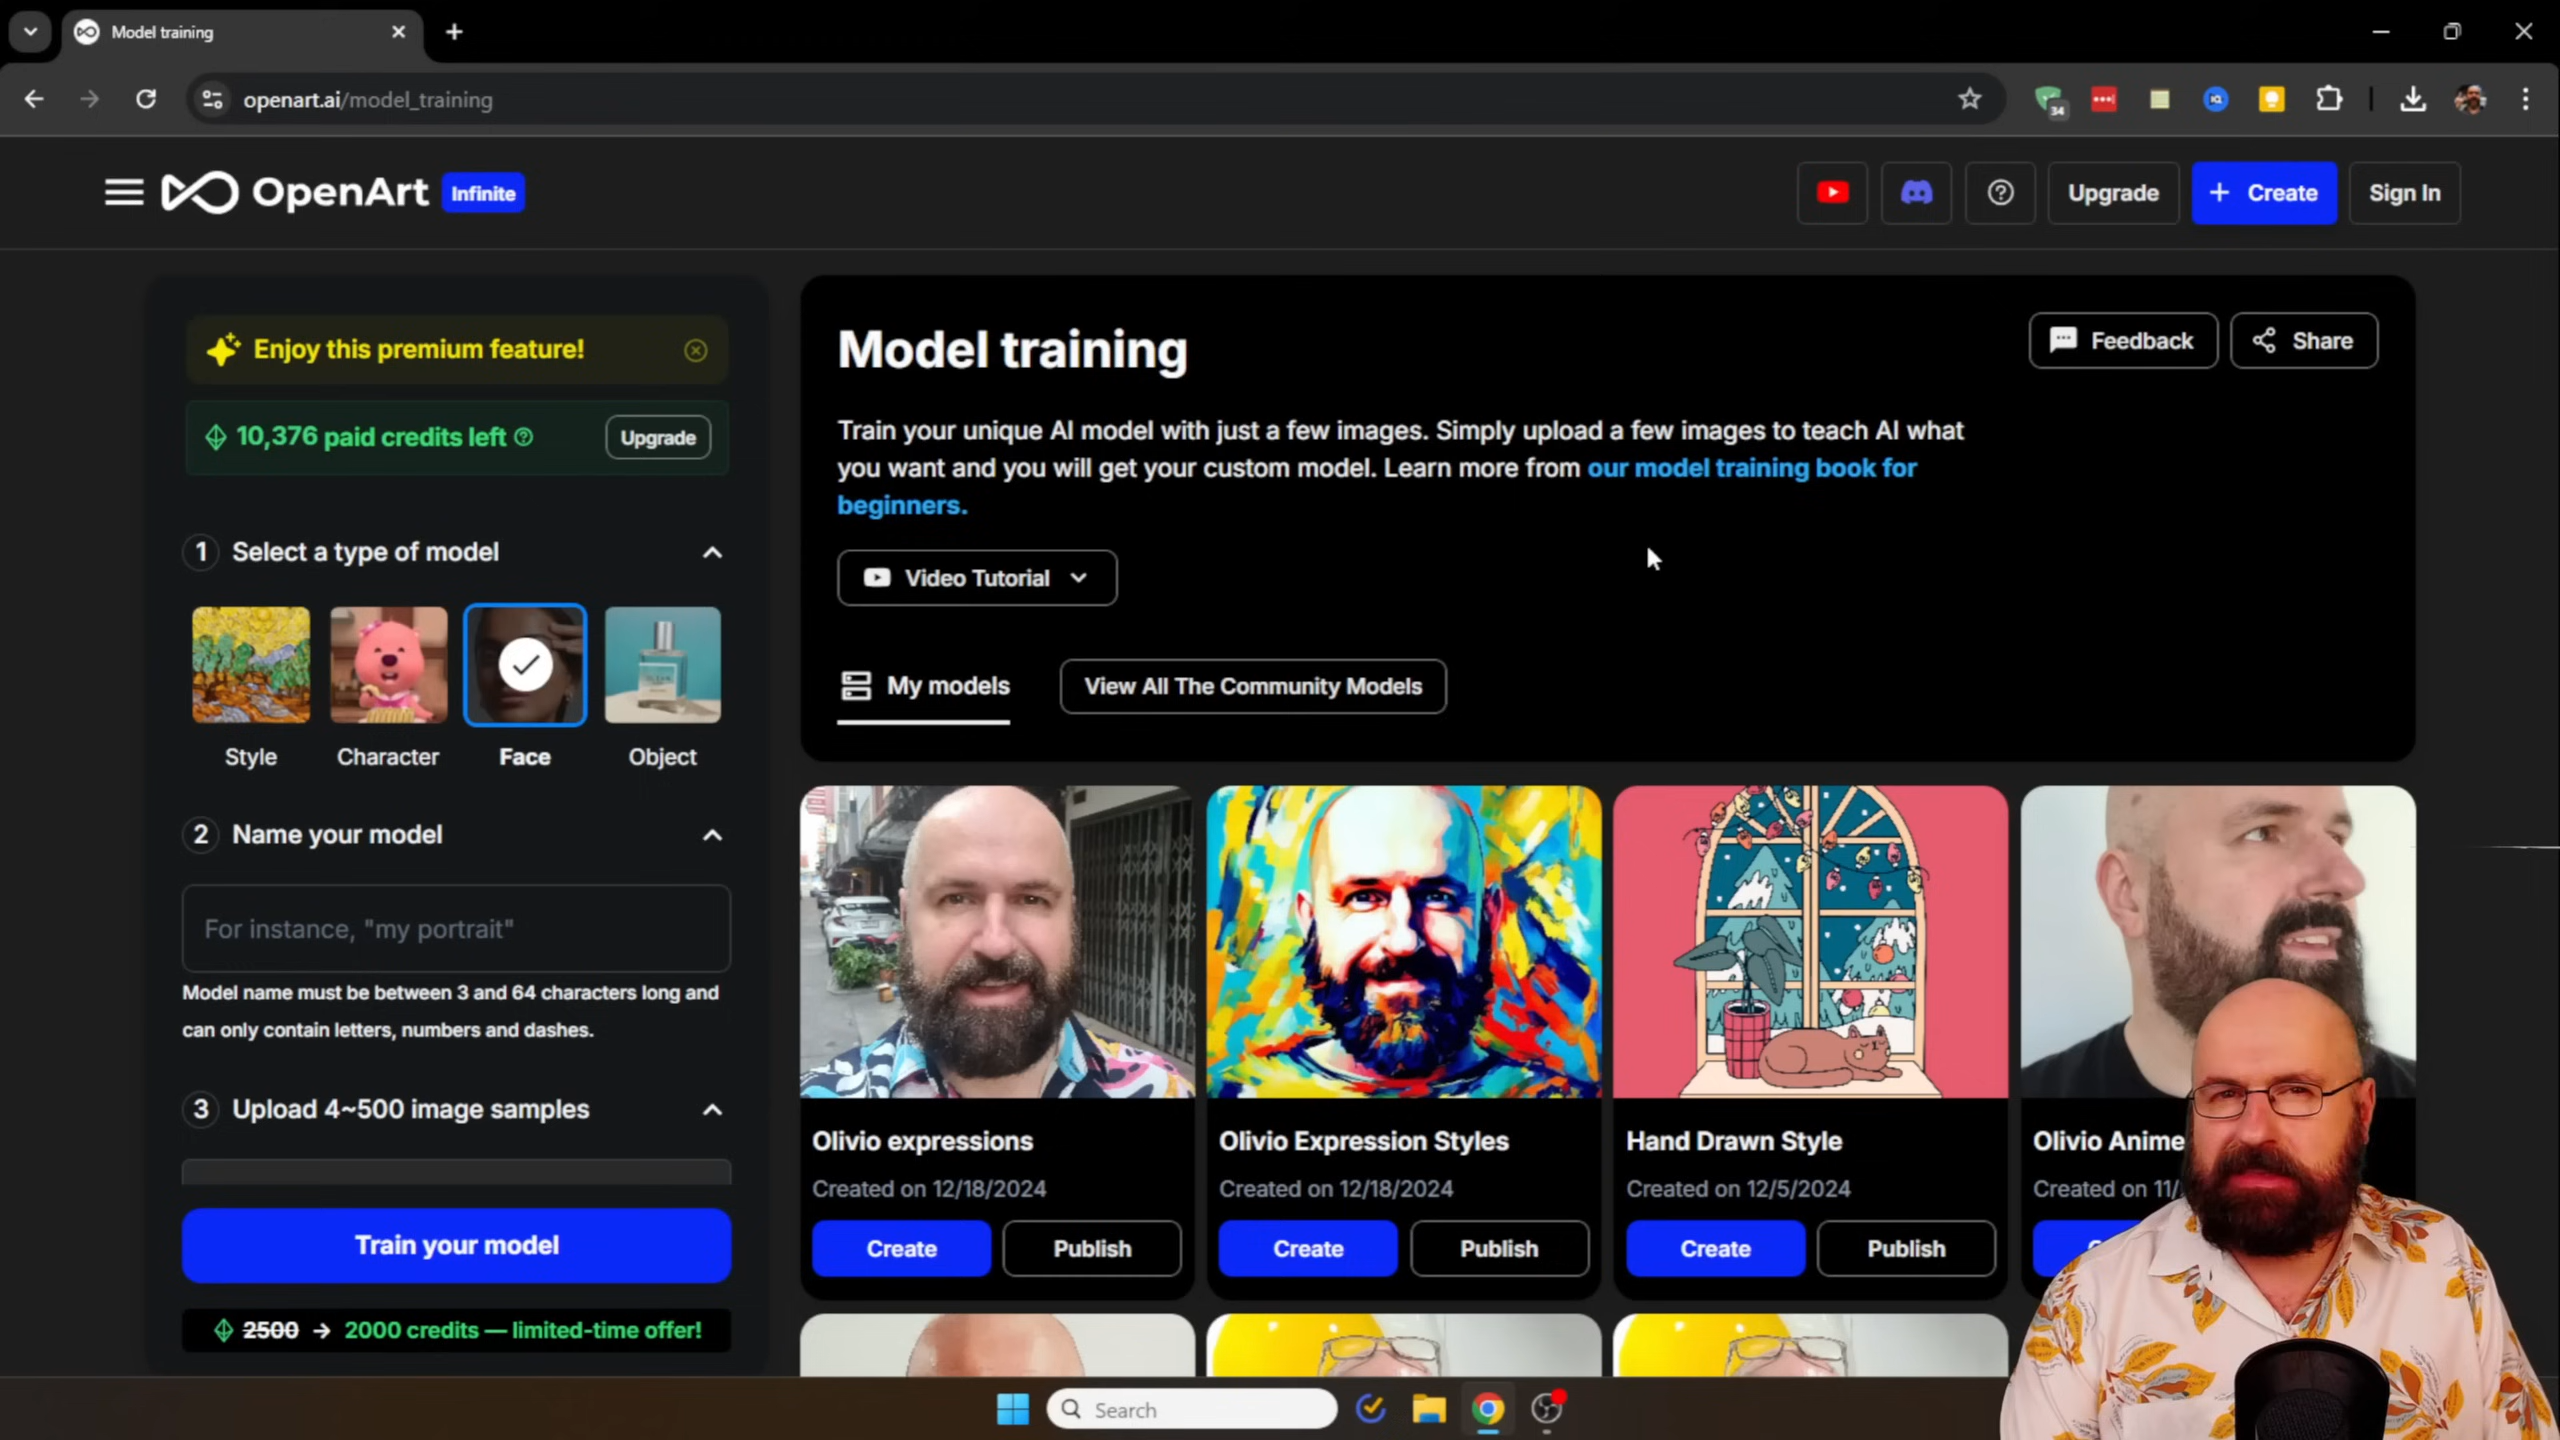 Model training
openart.ai/model_training
34
OpenArt Infinite
Upgrade
+ Create
Sign In
Enjoy this premium feature!
10,376 paid credits left
Upgrade
1 Select a type of model
Style
Character
Face
Object
2 Name your model
For instance, "my portrait"
Model name must be between 3 and 64 characters long and
can only contain letters, numbers and dashes.
3 Upload 4~500 image samples
Train your model
2500 → 2000 credits — limited-time offer!
Model training
Feedback
Share
Train your unique AI model with just a few images. Simply upload a few images to teach AI what
you want and you will get your custom model. Learn more from our model training book for
beginners.
Video Tutorial
My models
View All The Community Models
Olivio expressions
Created on 12/18/2024
Create
Publish
Olivio Expression Styles
Created on 12/18/2024
Create
Publish
Hand Drawn Style
Created on 12/5/2024
Create
Publish
Olivio Anime
Created on 11/
Search